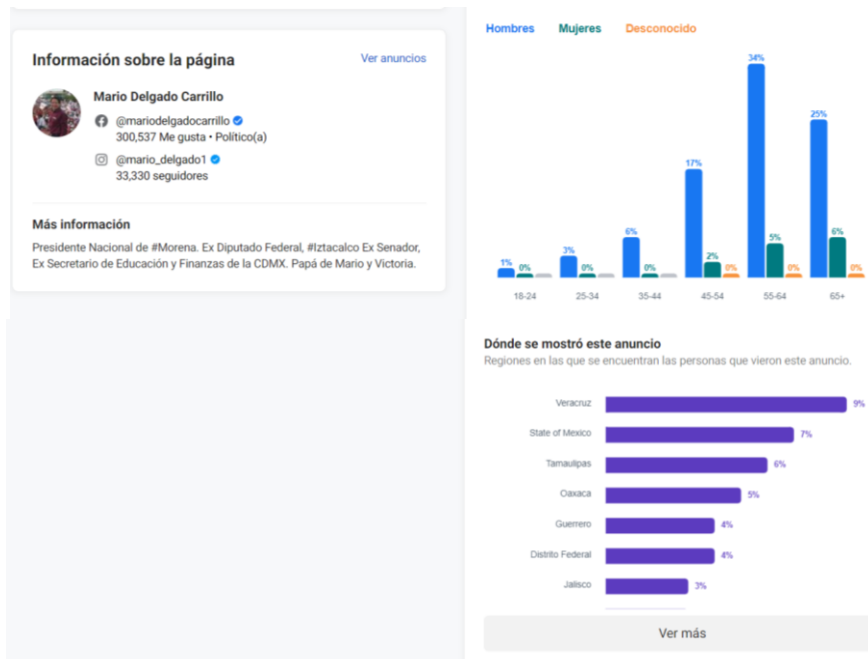 Información sobre la página
Ver anuncios
Mario Delgado Carrillo
@mariodelgadocarrillo
300,537 Me gusta • Político(a)
@mario_delgado1
33,330 seguidores
Más información
Presidente Nacional de #Morena. Ex Diputado Federal, #Iztacalco Ex Senador,
Ex Secretario de Educación y Finanzas de la CDMX. Papá de Mario y Victoria.
Hombres Mujeres Desconocido
34%
25%
17%
6%
5%
6%
3%
2%
1% 0% 0% 0% 0% 0% 0%
18-24 25-34 35-44 45-54 55-64 65+
Dónde se mostró este anuncio
Regiones en las que se encuentran las personas que vieron este anuncio.
Veracruz 9%
State of Mexico 7%
Tamaulipas 6%
Oaxaca 5%
Guerrero 4%
Distrito Federal 4%
Jalisco 3%
Ver más